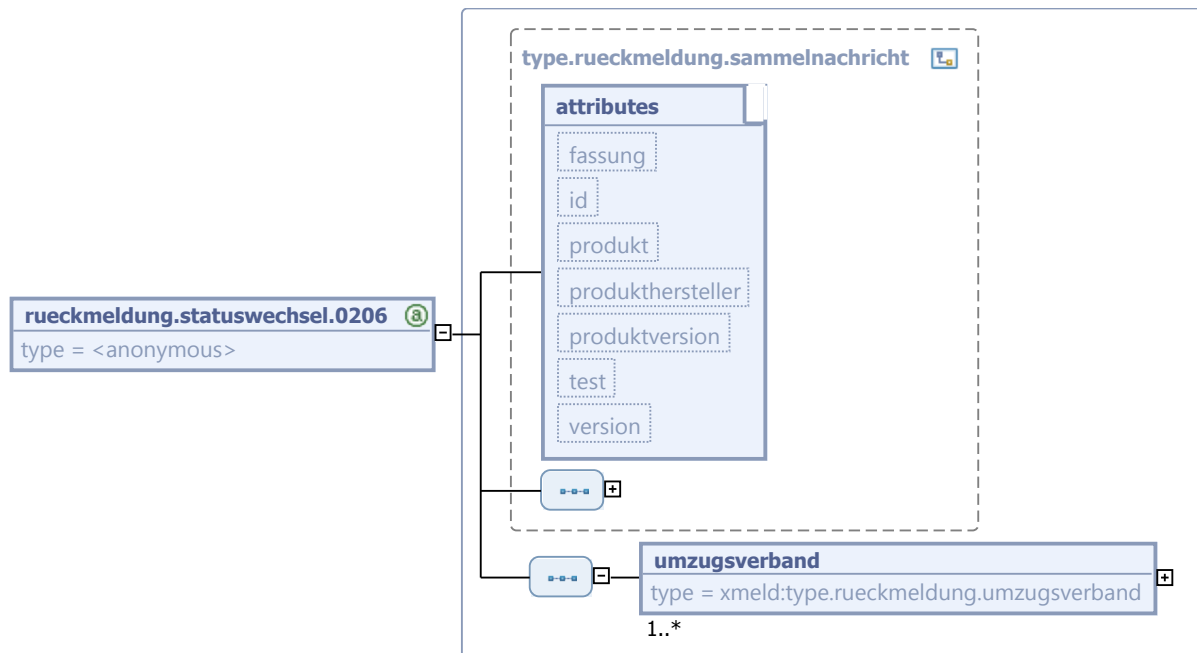 type.rueckmeldung.sammelnachricht
attributes
fassung
id
produkt
produkthersteller
produktversion
test
version
rueckmeldung.statuswechsel.0206 a
type = <anonymous>
umzugsverband
type = xmeld:type.rueckmeldung.umzugsverband
1..*